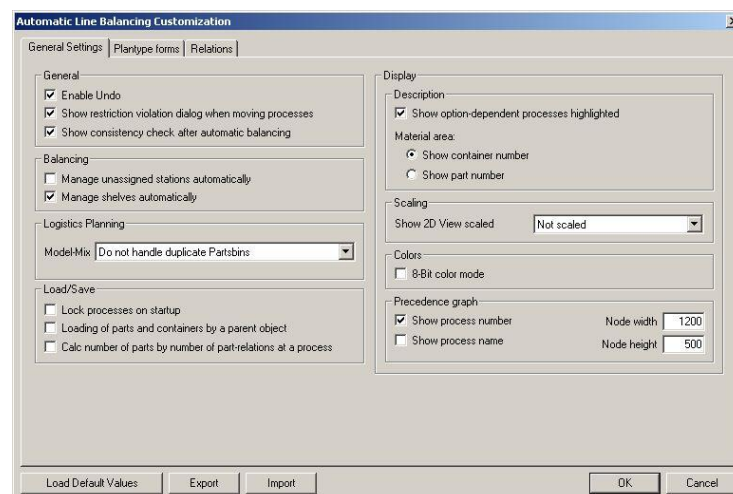 Automatic Line Balancing Customization
General Settings
Plantype forms
Relations
General
Enable Undo
Show restriction violation dialog when moving processes
Show consistency check after automatic balancing
Balancing
Manage unassigned stations automatically
Manage shelves automatically
Logistics Planning
Model-Mix
Do not handle duplicate Partsbins
Load/Save
Lock processes on startup
Loading of parts and containers by a parent object
Calc number of parts by number of part-relations at a process
Display
Description
Show option-dependent processes highlighted
Material area:
Show container number
Show part number
Scaling
Show 2D View scaled
Not scaled
Colors
8-Bit color mode
Precedence graph
Show process number
Node width
1200
Show process name
Node height
500
Load Default Values
Export
Import
OK
Cancel